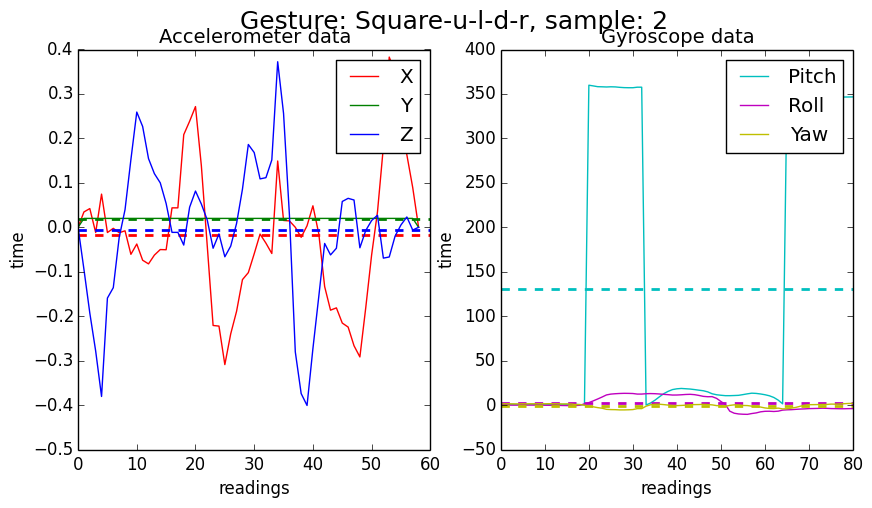 Gesture: Square-u-l-d-r, sample: 2
Accelerometer data
0.4
0.3
0.2
0.1
0.0
−0.1
−0.2
−0.3
−0.4
−0.5
time
0 10 20 30 40 50 60
readings
X
Y
Z
Gyroscope data
400
350
300
250
200
150
100
50
0
−50
time
0 10 20 30 40 50 60 70 80
readings
Pitch
Roll
Yaw